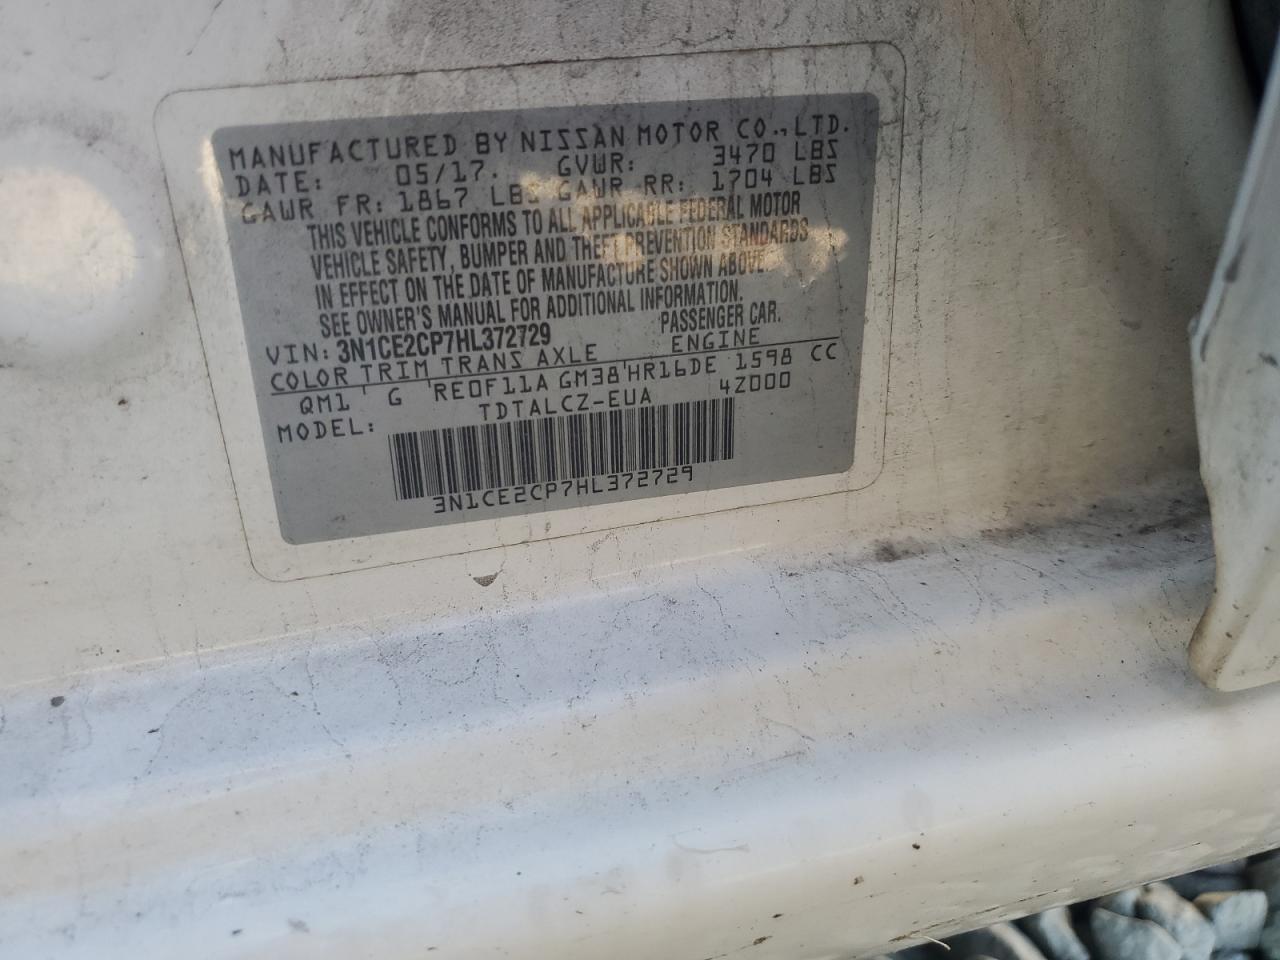 MANUFACTURED BY NISSAN MOTOR CO.,LTD.
DATE: 05/17. GVWR: 3470 LBS
GAWR FR: 1867 LBS GAWR RR: 1704 LBS
THIS VEHICLE CONFORMS TO ALL APPLICABLE FEDERAL MOTOR
VEHICLE SAFETY, BUMPER AND THEFT PREVENTION STANDARDS
IN EFFECT ON THE DATE OF MANUFACTURE SHOWN ABOVE.
SEE OWNER'S MANUAL FOR ADDITIONAL INFORMATION.
VIN: 3N1CE2CP7HL372729 PASSENGER CAR.
COLOR TRIM TRANS AXLE ENGINE
QM1 G RE0F11A GM38 HR16DE 1598 CC
MODEL: TDTALCZ-EUA 4Z000
3N1CE2CP7HL372729